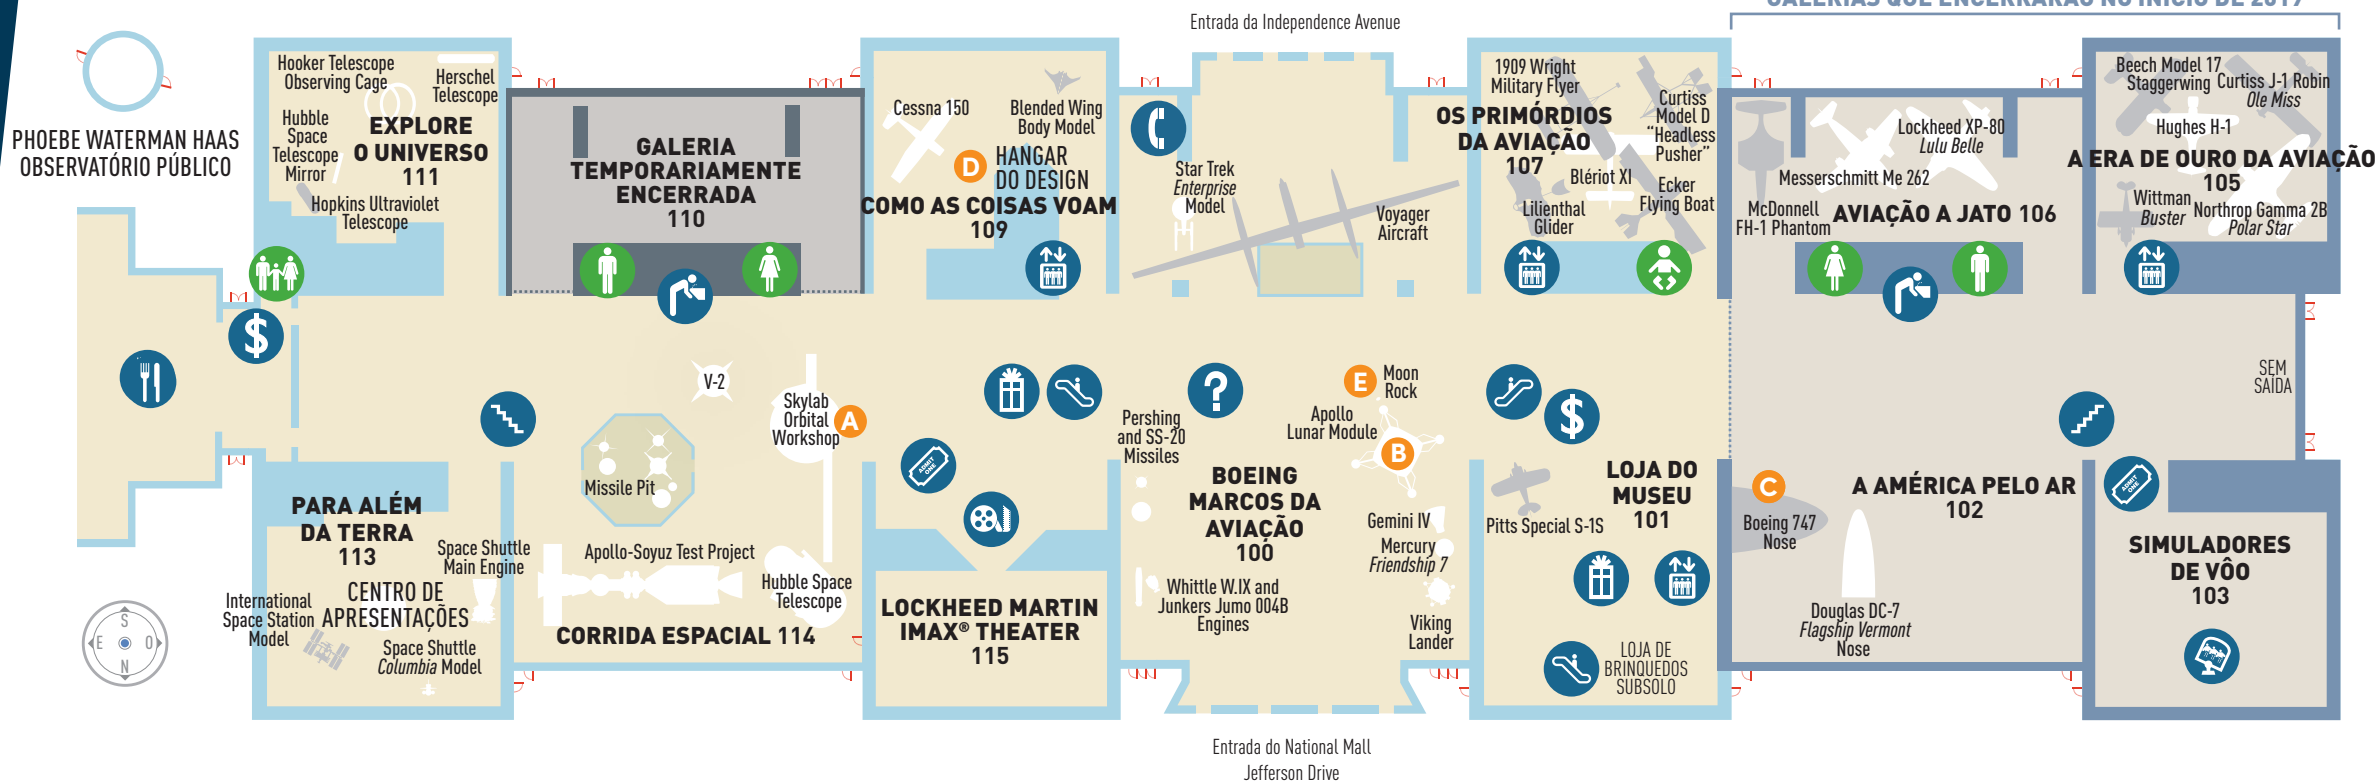 GALERIAS QUE ENCERRARÃO NO INÍCIO DE 2019
Entrada da Independence Avenue
PHOEBE WATERMAN HAAS
OBSERVATÓRIO PÚBLICO
Hooker Telescope
Observing Cage
Herschel
Telescope
Hubble
Space
Telescope
Mirror
EXPLORE
O UNIVERSO
111
Hopkins Ultraviolet
Telescope
GALERIA
TEMPORARIAMENTE
ENCERRADA
110
Cessna 150
Blended Wing
Body Model
D
HANGAR
DO DESIGN
COMO AS COISAS VOAM
109
Star Trek
Enterprise
Model
Voyager
Aircraft
1909 Wright
Military Flyer
OS PRIMÓRDIOS
DA AVIAÇÃO
107
Curtiss
Model D
“Headless
Pusher”
Blériot XI
Ecker
Flying Boat
Lilienthal
Glider
Lockheed XP-80
Lulu Belle
Messerschmitt Me 262
McDonnell
FH-1 Phantom
AVIAÇÃO A JATO 106
Beech Model 17
Staggerwing
Curtiss J-1 Robin
Ole Miss
Hughes H-1
A ERA DE OURO DA AVIAÇÃO
105
Wittman
Buster
Northrop Gamma 2B
Polar Star
$
V-2
Skylab
Orbital
Workshop
A
Missile Pit
?
E
Moon
Rock
Apollo
Lunar Module
B
Pershing
and SS-20
Missiles
$
SEM
SAÍDA
ADMIT
ONE
PARA ALÉM
DA TERRA
113
Space Shuttle
Main Engine
CENTRO DE
APRESENTAÇÕES
International
Space Station
Model
Space Shuttle
Columbia Model
Apollo-Soyuz Test Project
Hubble Space
Telescope
CORRIDA ESPACIAL 114
LOCKHEED MARTIN
IMAX® THEATER
115
BOEING
MARCOS DA
AVIAÇÃO
100
Gemini IV
Mercury
Friendship 7
Whittle W.IX and
Junkers Jumo 004B
Engines
Viking
Lander
Pitts Special S-1S
LOJA DO
MUSEU
101
LOJA DE
BRINQUEDOS
SUBSOLO
C
Boeing 747
Nose
A AMÉRICA PELO AR
102
Douglas DC-7
Flagship Vermont
Nose
ADMIT
ONE
SIMULADORES
DE VÔO
103
S
E
O
N
Entrada do National Mall
Jefferson Drive